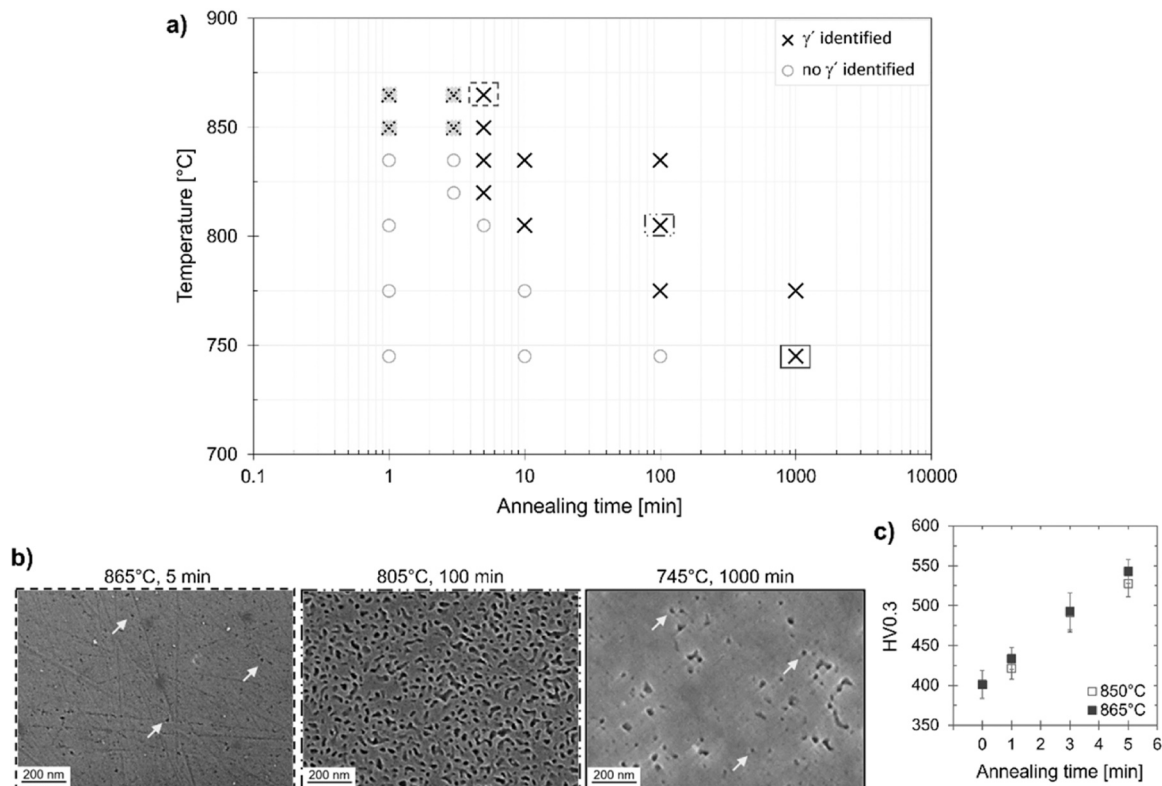 a)
900
850
800
750
700
Temperature [°C]
γ′ identified
no γ′ identified
0.1 1 10 100 1000 10000
Annealing time [min]
b)
865°C, 5 min 805°C, 100 min 745°C, 1000 min
200 nm 200 nm 200 nm
c)
600
550
500
450
400
350
HV0.3
850°C
865°C
0 1 2 3 4 5 6
Annealing time [min]